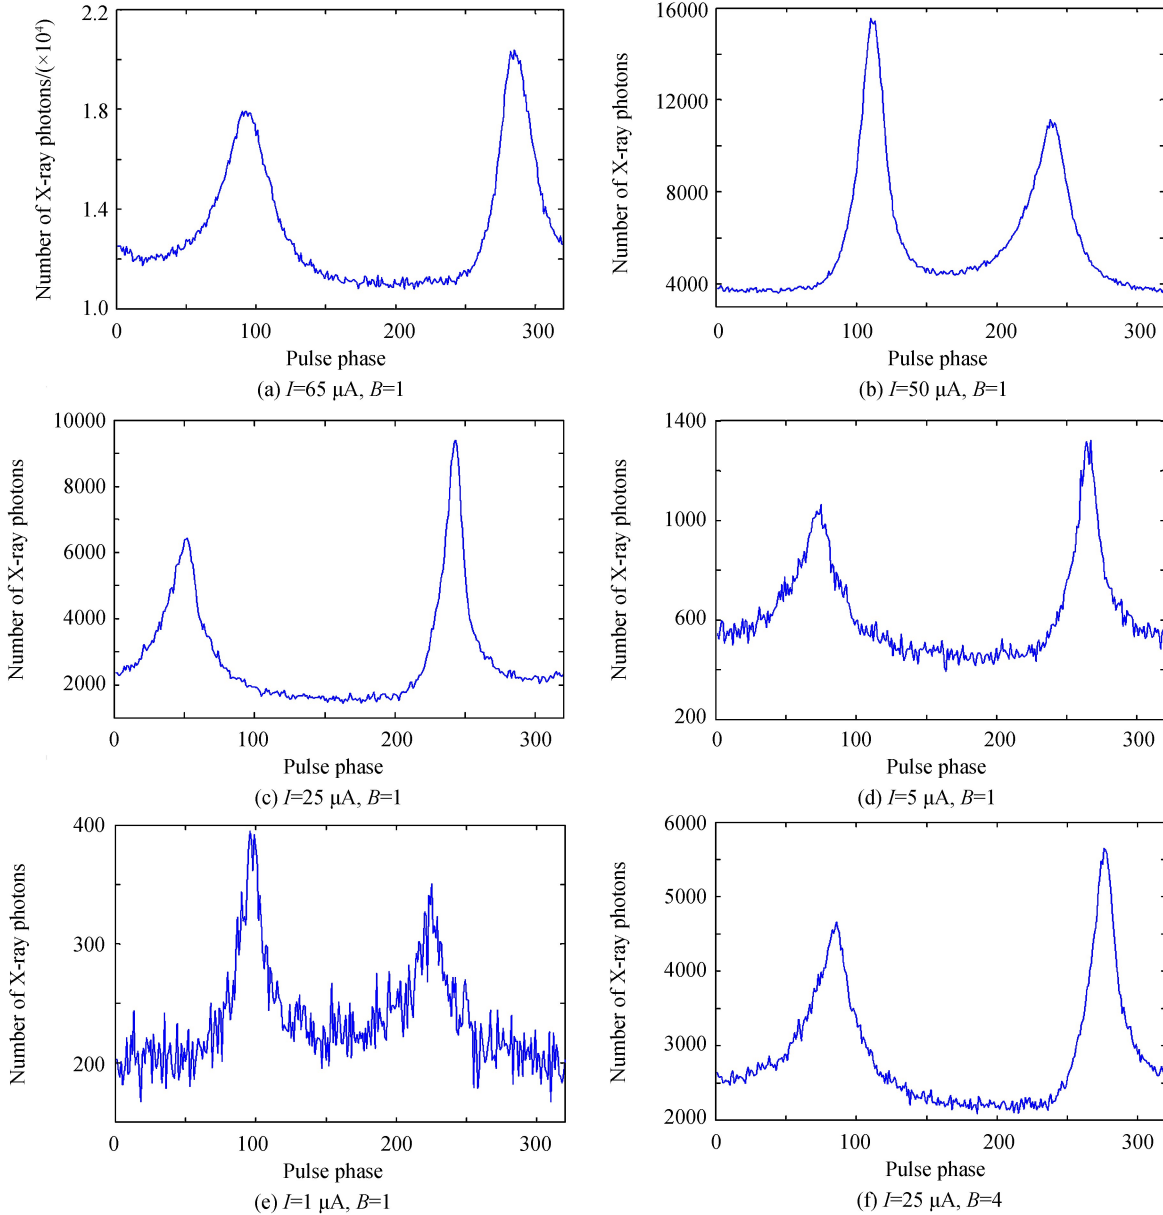 2.2
1.8
1.4
1.0
Number of X-ray photons/(×10⁴)
0 100 200 300
Pulse phase
(a) I=65 μA, B=1
16000
12000
8000
4000
Number of X-ray photons
0 100 200 300
Pulse phase
(b) I=50 μA, B=1
10000
8000
6000
4000
2000
Number of X-ray photons
0 100 200 300
Pulse phase
(c) I=25 μA, B=1
1400
1000
600
200
Number of X-ray photons
0 100 200 300
Pulse phase
(d) I=5 μA, B=1
400
300
200
Number of X-ray photons
0 100 200 300
Pulse phase
(e) I=1 μA, B=1
6000
5000
4000
3000
2000
Number of X-ray photons
0 100 200 300
Pulse phase
(f) I=25 μA, B=4